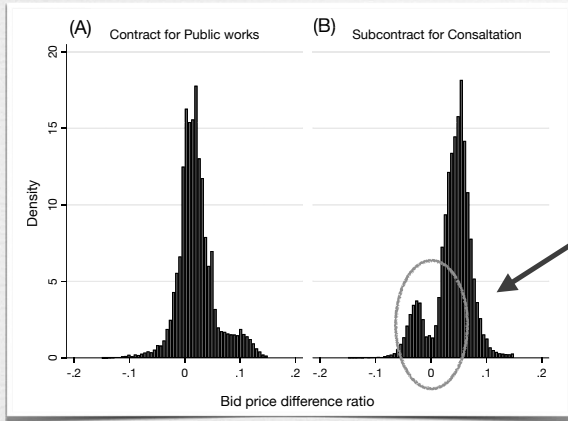 (A) Contract for Public works
(B) Subcontract for Consaltation
20
15
10
5
0
Density
-.2 -.1 0 .1 .2
-.2 -.1 0 .1 .2
Bid price difference ratio